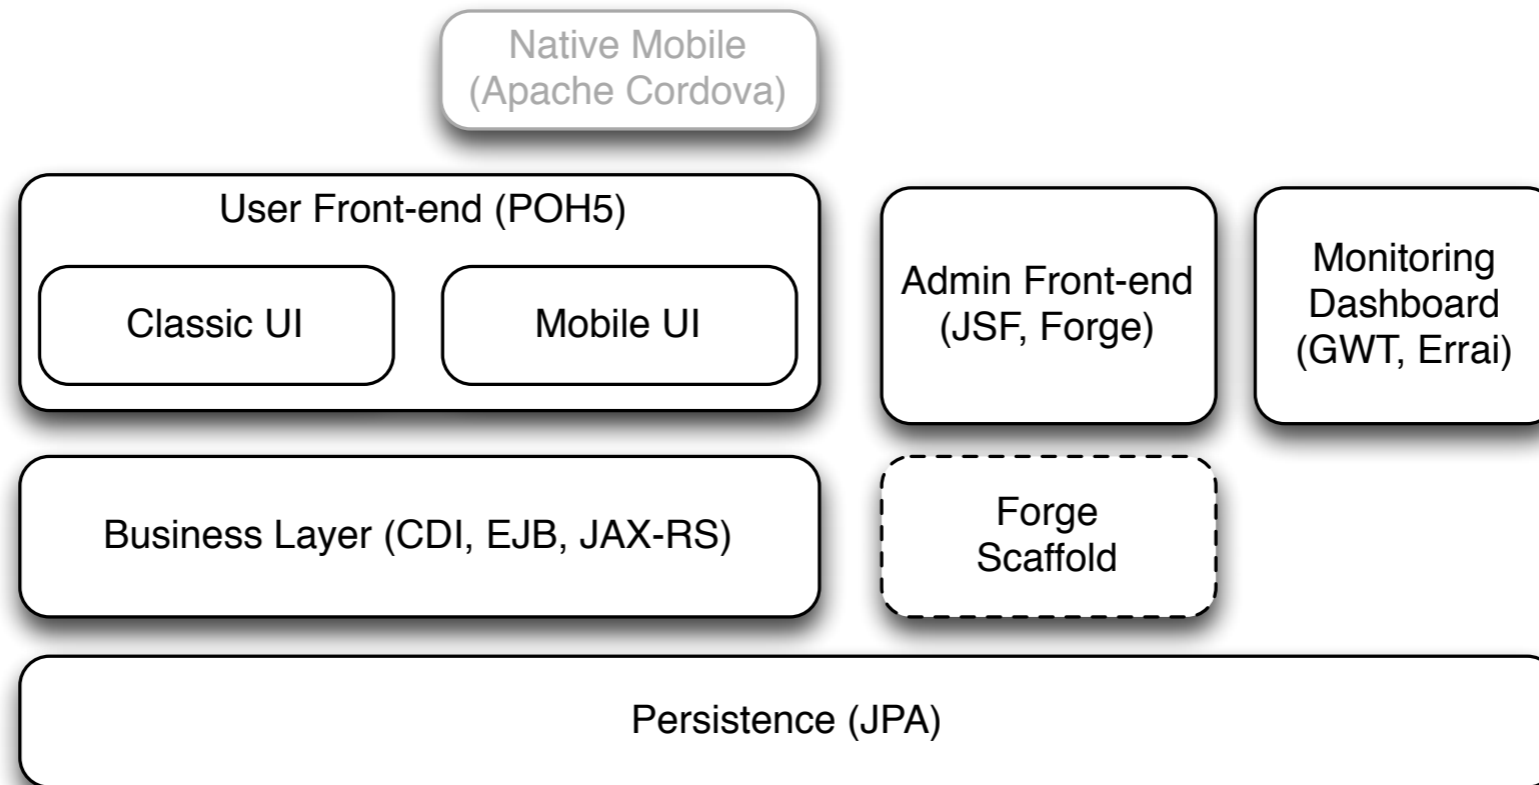 Native Mobile
(Apache Cordova)
User Front-end (POH5)
Classic UI
Mobile UI
Admin Front-end
(JSF, Forge)
Monitoring
Dashboard
(GWT, Errai)
Business Layer (CDI, EJB, JAX-RS)
Forge
Scaffold
Persistence (JPA)